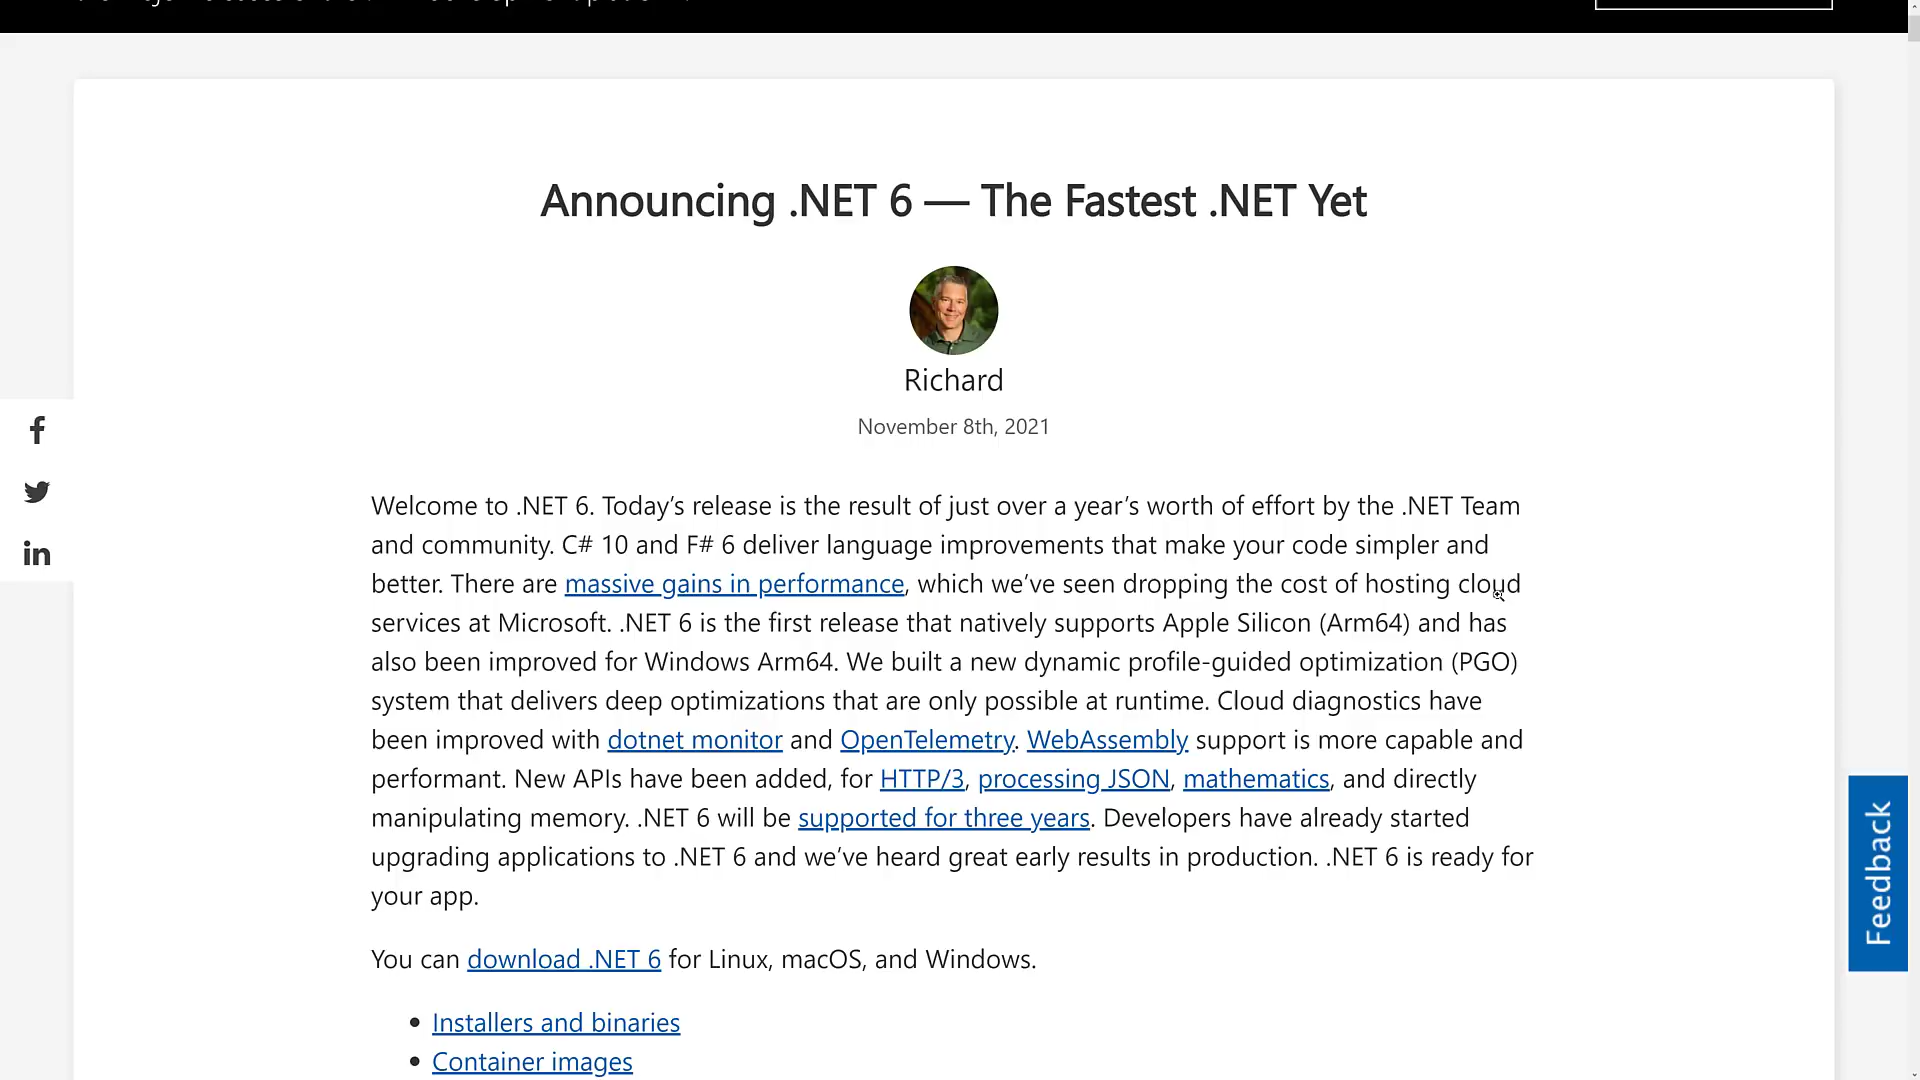 Announcing .NET 6 — The Fastest .NET Yet
Richard
November 8th, 2021
Welcome to .NET 6. Today’s release is the result of just over a year’s worth of effort by the .NET Team
and community. C# 10 and F# 6 deliver language improvements that make your code simpler and
better. There are massive gains in performance, which we’ve seen dropping the cost of hosting cloud
services at Microsoft. .NET 6 is the first release that natively supports Apple Silicon (Arm64) and has
also been improved for Windows Arm64. We built a new dynamic profile-guided optimization (PGO)
system that delivers deep optimizations that are only possible at runtime. Cloud diagnostics have
been improved with dotnet monitor and OpenTelemetry. WebAssembly support is more capable and
performant. New APIs have been added, for HTTP/3, processing JSON, mathematics, and directly
manipulating memory. .NET 6 will be supported for three years. Developers have already started
upgrading applications to .NET 6 and we’ve heard great early results in production. .NET 6 is ready for
your app.
You can download .NET 6 for Linux, macOS, and Windows.
• Installers and binaries
• Container images
Feedback